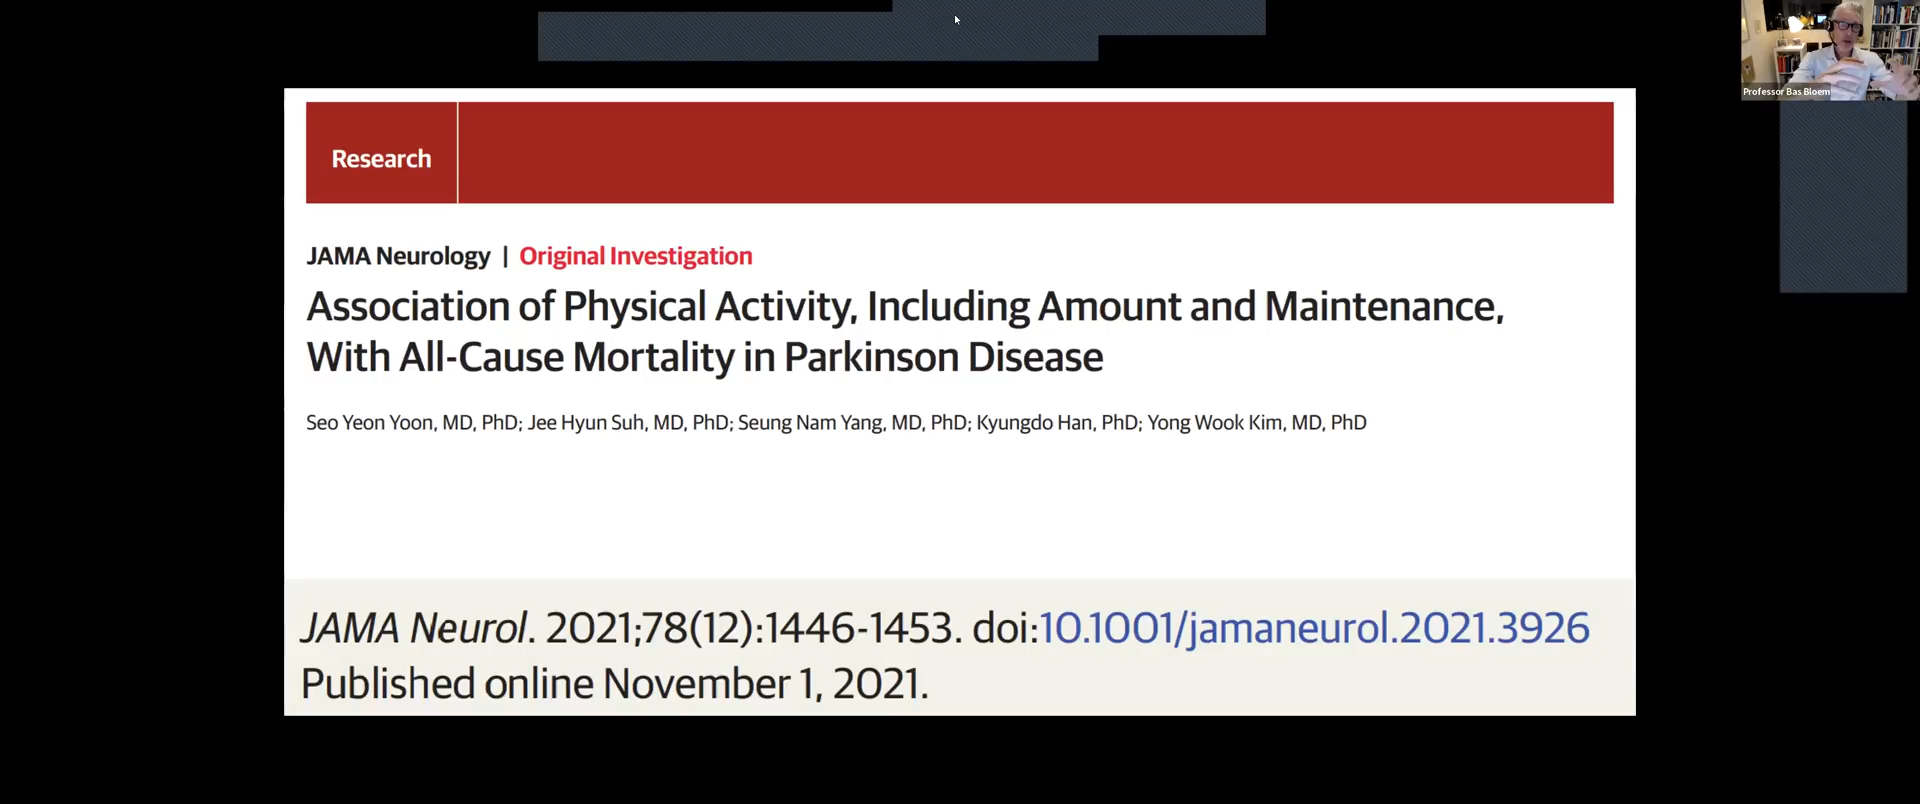 Professor Bas Bloem
Research
JAMA Neurology | Original Investigation
Association of Physical Activity, Including Amount and Maintenance,
With All-Cause Mortality in Parkinson Disease
Seo Yeon Yoon, MD, PhD; Jee Hyun Suh, MD, PhD; Seung Nam Yang, MD, PhD; Kyungdo Han, PhD; Yong Wook Kim, MD, PhD
JAMA Neurol. 2021;78(12):1446-1453. doi:10.1001/jamaneurol.2021.3926
Published online November 1, 2021.